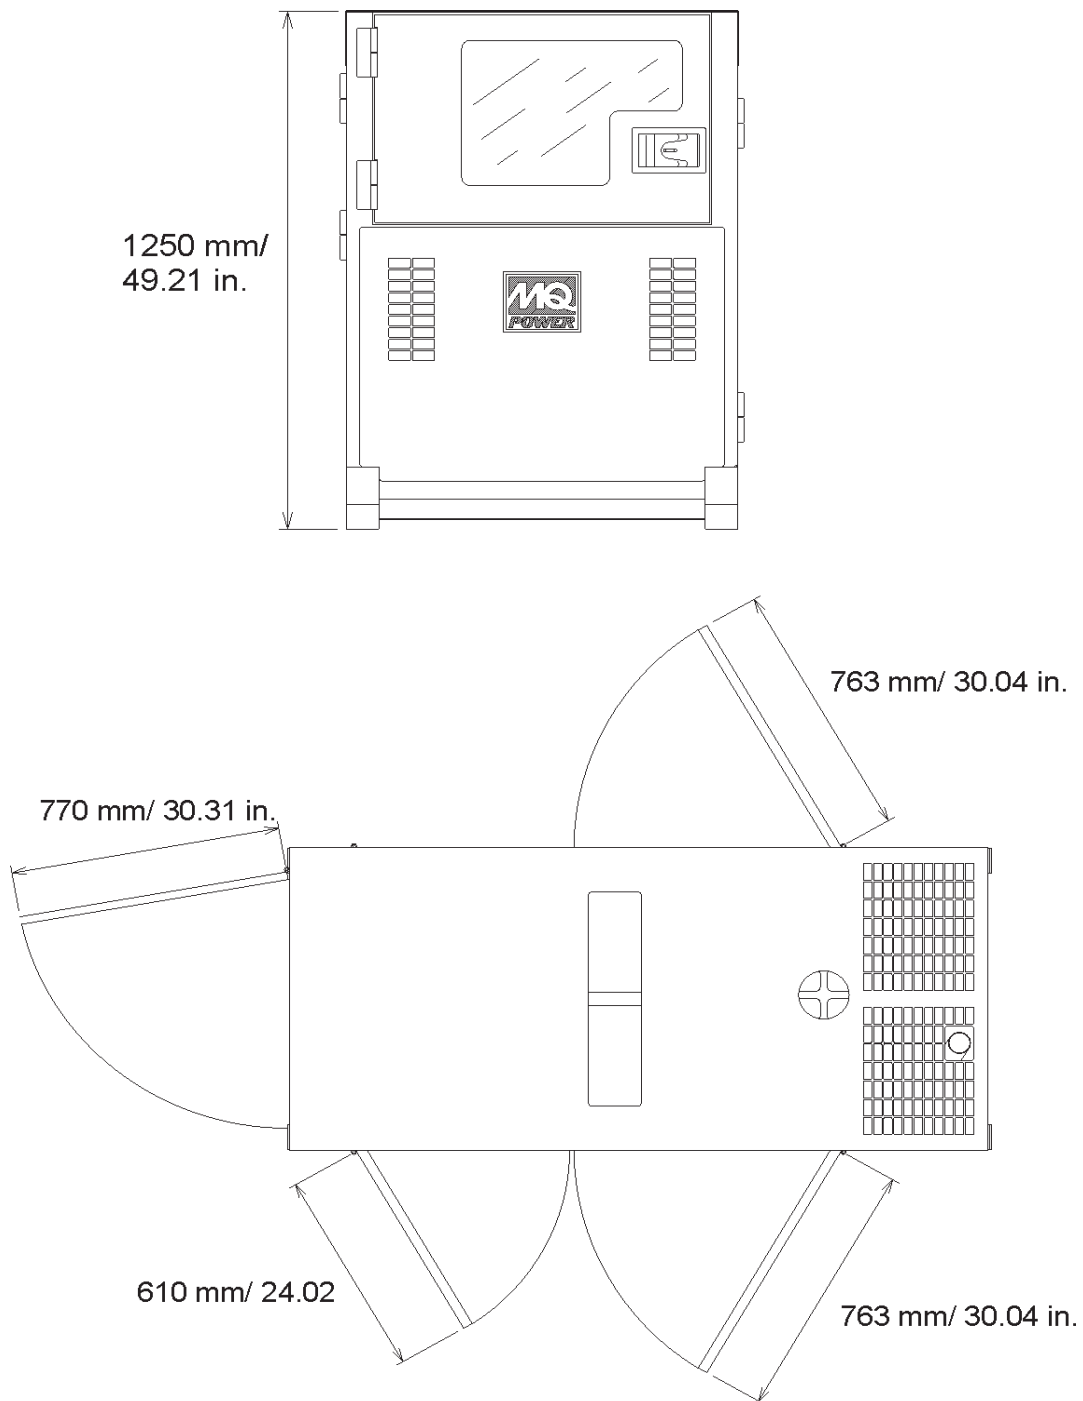 1250 mm/
49.21 in.
MQ
POWER
763 mm/ 30.04 in.
770 mm/ 30.31 in.
610 mm/ 24.02
763 mm/ 30.04 in.